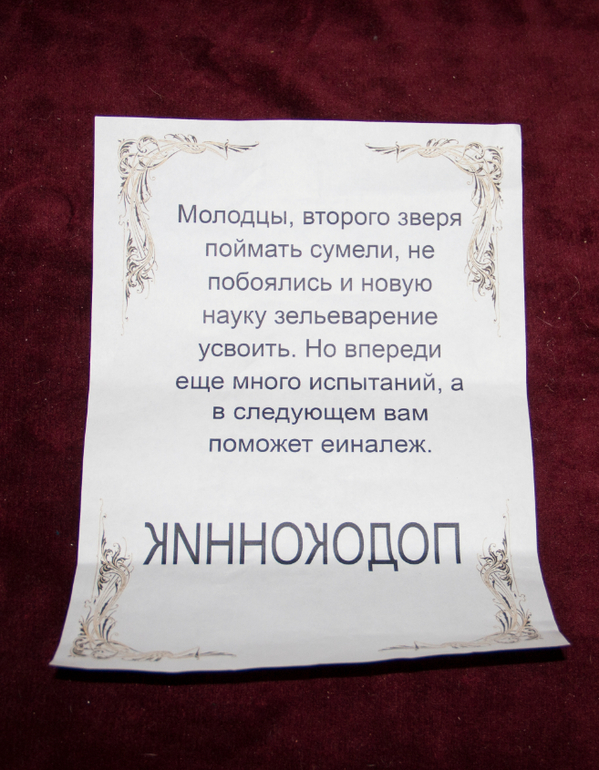 Молодцы, второго зверя
поймать сумели, не
побоялись и новую
науку зельеварение
усвоить. Но впереди
еще много испытаний, а
в следующем вам
поможет еиналеж.
ПОДОКОННИК